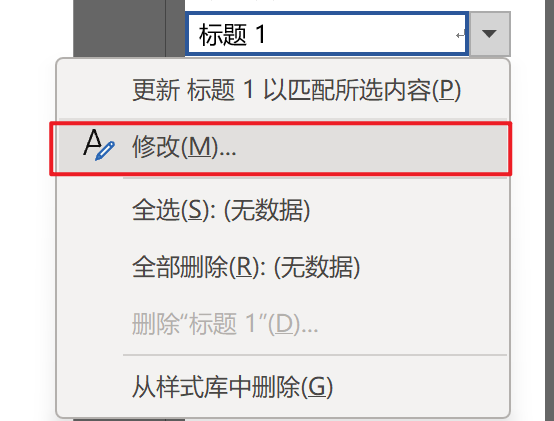 标题 1
更新 标题 1 以匹配所选内容(P)
修改(M)...
全选(S): (无数据)
全部删除(R): (无数据)
删除“标题 1”(D)...
从样式库中删除(G)